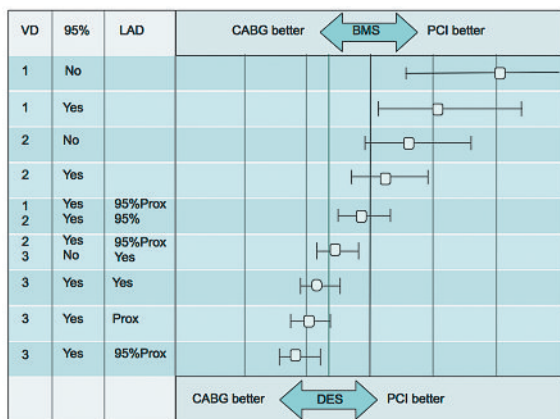 VD 95% LAD CABG better BMS PCI better
1 No
1 Yes
2 No
2 Yes
1 Yes 95%Prox
2 Yes 95%
2 Yes 95%Prox
3 No Yes
3 Yes Yes
3 Yes Prox
3 Yes 95%Prox
CABG better DES PCI better